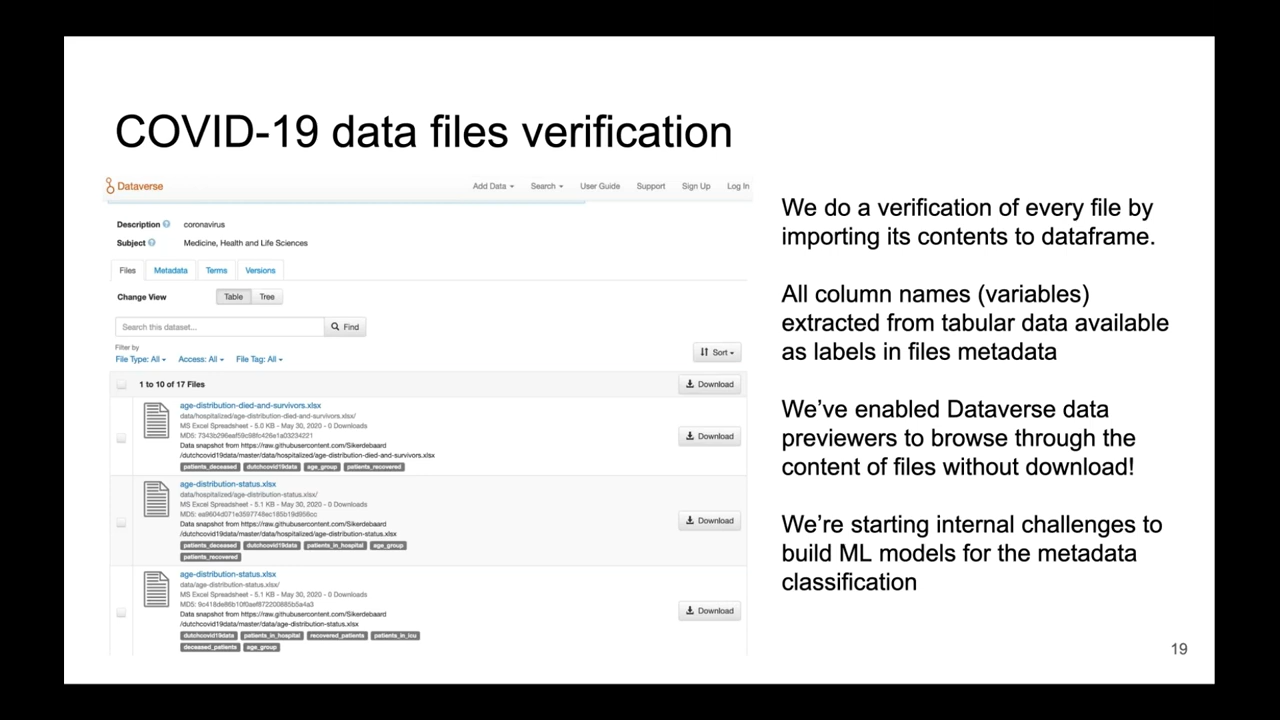 COVID-19 data files verification
Dataverse
Add Data
Search
User Guide
Support
Sign Up
Log In
Description
coronavirus
Subject
Medicine, Health and Life Sciences
Files
Metadata
Terms
Versions
Change View
Table
Tree
Search this dataset...
Find
Filter by
File Type: All
Access: All
File Tag: All
Sort
1 to 10 of 17 Files
Download
age-distribution-died-and-survivors.xlsx
data/hospitalized/age-distribution-died-and-survivors.xlsx/
MS Excel Spreadsheet - 5.0 KB - May 30, 2020 - 0 Downloads
MD5:
Data snapshot from https://raw.githubusercontent.com/Sikerdebaard
/dutchcovid19data/master/data/hospitalized/age-distribution-died-and-survivors.xlsx
patients_deceased dutchcovid19data age_group patients_recovered
Download
age-distribution-status.xlsx
data/hospitalized/age-distribution-status.xlsx/
MS Excel Spreadsheet - 5.1 KB - May 30, 2020 - 0 Downloads
MD5:
Data snapshot from https://raw.githubusercontent.com/Sikerdebaard
/dutchcovid19data/master/data/hospitalized/age-distribution-status.xlsx
patients_deceased dutchcovid19data patients_in_hospital age_group
patients_recovered
Download
age-distribution-status.xlsx
data/age-distribution-status.xlsx/
MS Excel Spreadsheet - 5.1 KB - May 30, 2020 - 0 Downloads
MD5:
Data snapshot from https://raw.githubusercontent.com/Sikerdebaard
/dutchcovid19data/master/data/age-distribution-status.xlsx
dutchcovid19data patients_in_hospital recovered_patients patients_in_icu
deceased_patients age_group
Download
We do a verification of every file by
importing its contents to dataframe.
All column names (variables)
extracted from tabular data available
as labels in files metadata
We've enabled Dataverse data
previewers to browse through the
content of files without download!
We're starting internal challenges to
build ML models for the metadata
classification
19